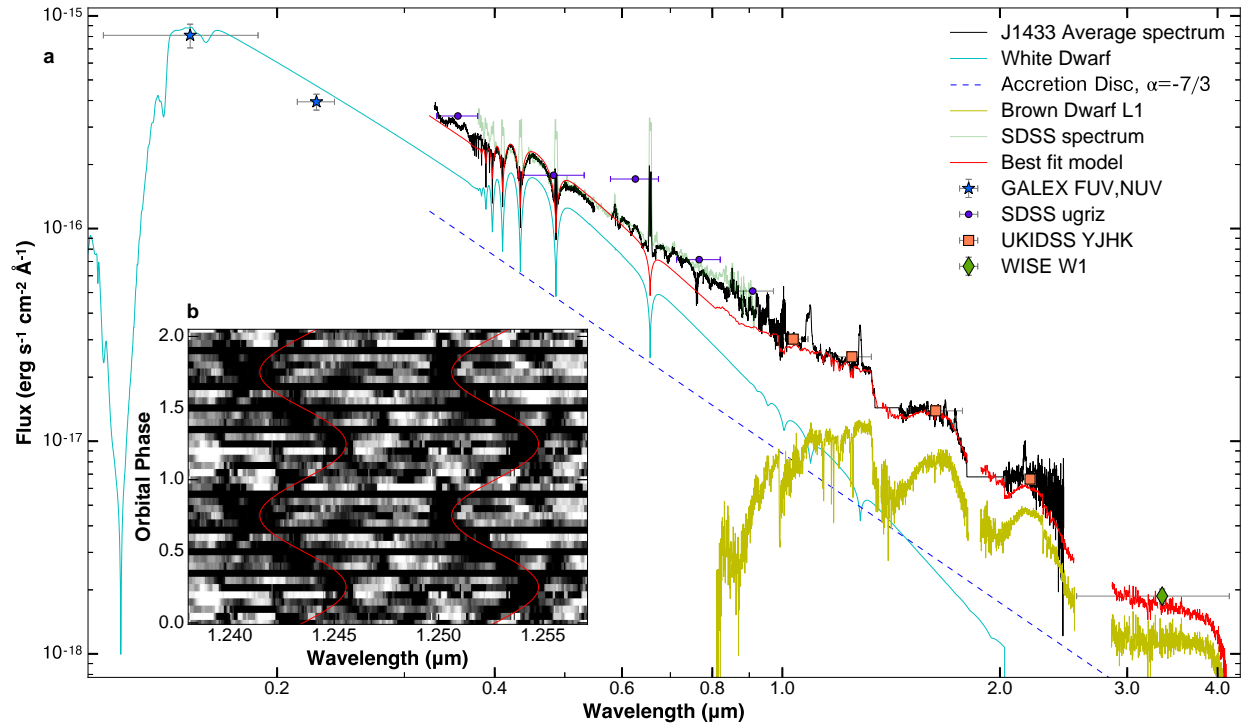 10⁻¹⁵
10⁻¹⁶
10⁻¹⁷
10⁻¹⁸
Flux (erg s⁻¹ cm⁻² Å⁻¹)
a
J1433 Average spectrum
White Dwarf
Accretion Disc, α=-7/3
Brown Dwarf L1
SDSS spectrum
Best fit model
GALEX FUV,NUV
SDSS ugriz
UKIDSS YJHK
WISE W1
b
2.0
1.5
1.0
0.5
0.0
Orbital Phase
1.240 1.245 1.250 1.255
Wavelength (μm)
0.2 0.4 0.6 0.8 1.0 2.0 3.0 4.0
Wavelength (μm)